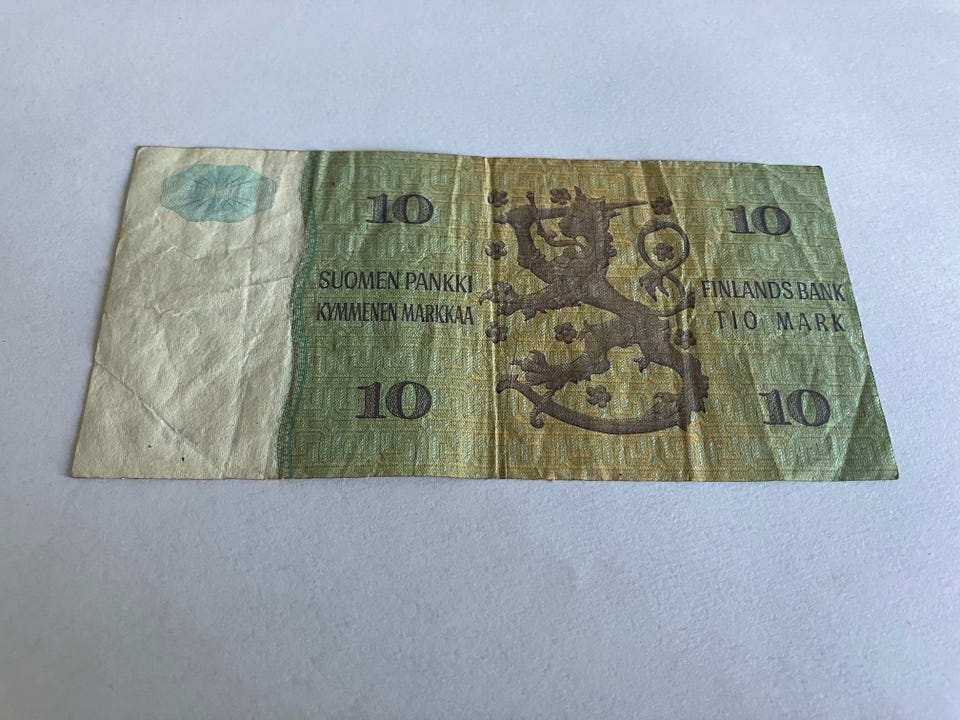 10
10
SUOMEN PANKKI
KYMMENEN MARKKAA
FINLANDS BANK
TIO MARK
10
10